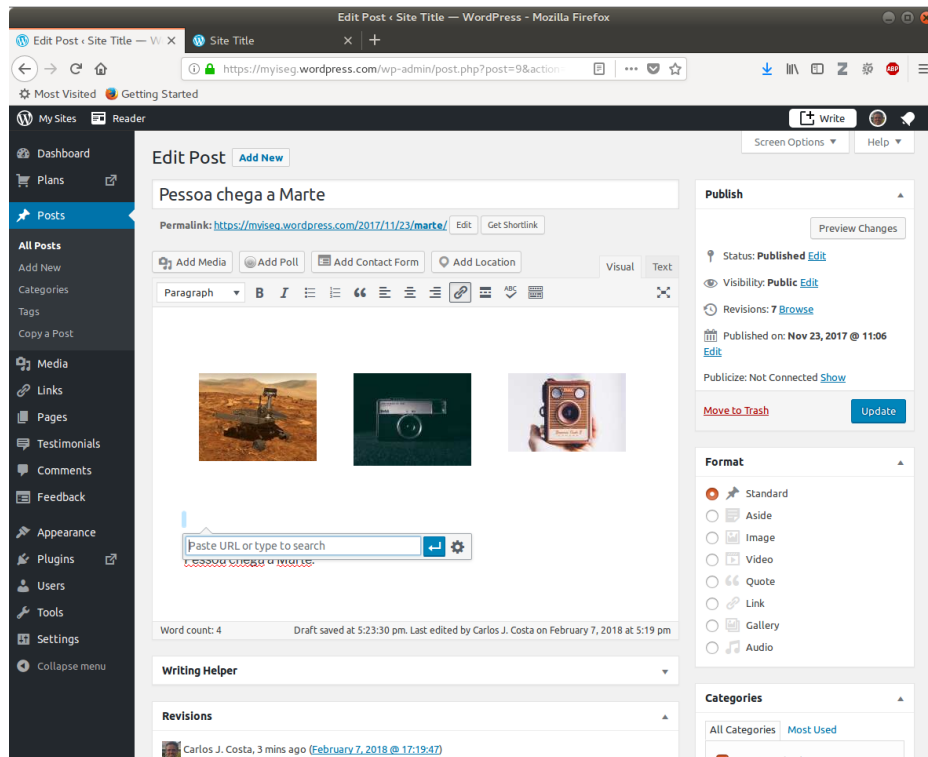 Edit Post ‹ Site Title — WordPress - Mozilla Firefox
Edit Post ‹ Site Title — W
Site Title
https://myiseg.wordpress.com/wp-admin/post.php?post=9&action
Most Visited
Getting Started
My Sites
Reader
Write
Dashboard
Plans
Posts
All Posts
Add New
Categories
Tags
Copy a Post
Media
Links
Pages
Testimonials
Comments
Feedback
Appearance
Plugins
Users
Tools
Settings
Collapse menu
Screen Options
Help
Edit Post
Add New
Pessoa chega a Marte
Permalink: https://myiseg.wordpress.com/2017/11/23/marte/
Edit
Get Shortlink
Add Media
Add Poll
Add Contact Form
Add Location
Visual
Text
Paragraph
B
I
ABC
Paste URL or type to search
Pessoa chega a Marte.
Word count: 4
Draft saved at 5:23:30 pm. Last edited by Carlos J. Costa on February 7, 2018 at 5:19 pm
Writing Helper
Revisions
Carlos J. Costa, 3 mins ago (February 7, 2018 @ 17:19:47)
Publish
Preview Changes
Status: Published Edit
Visibility: Public Edit
Revisions: 7 Browse
Published on: Nov 23, 2017 @ 11:06
Edit
Publicize: Not Connected Show
Move to Trash
Update
Format
Standard
Aside
Image
Video
Quote
Link
Gallery
Audio
Categories
All Categories
Most Used